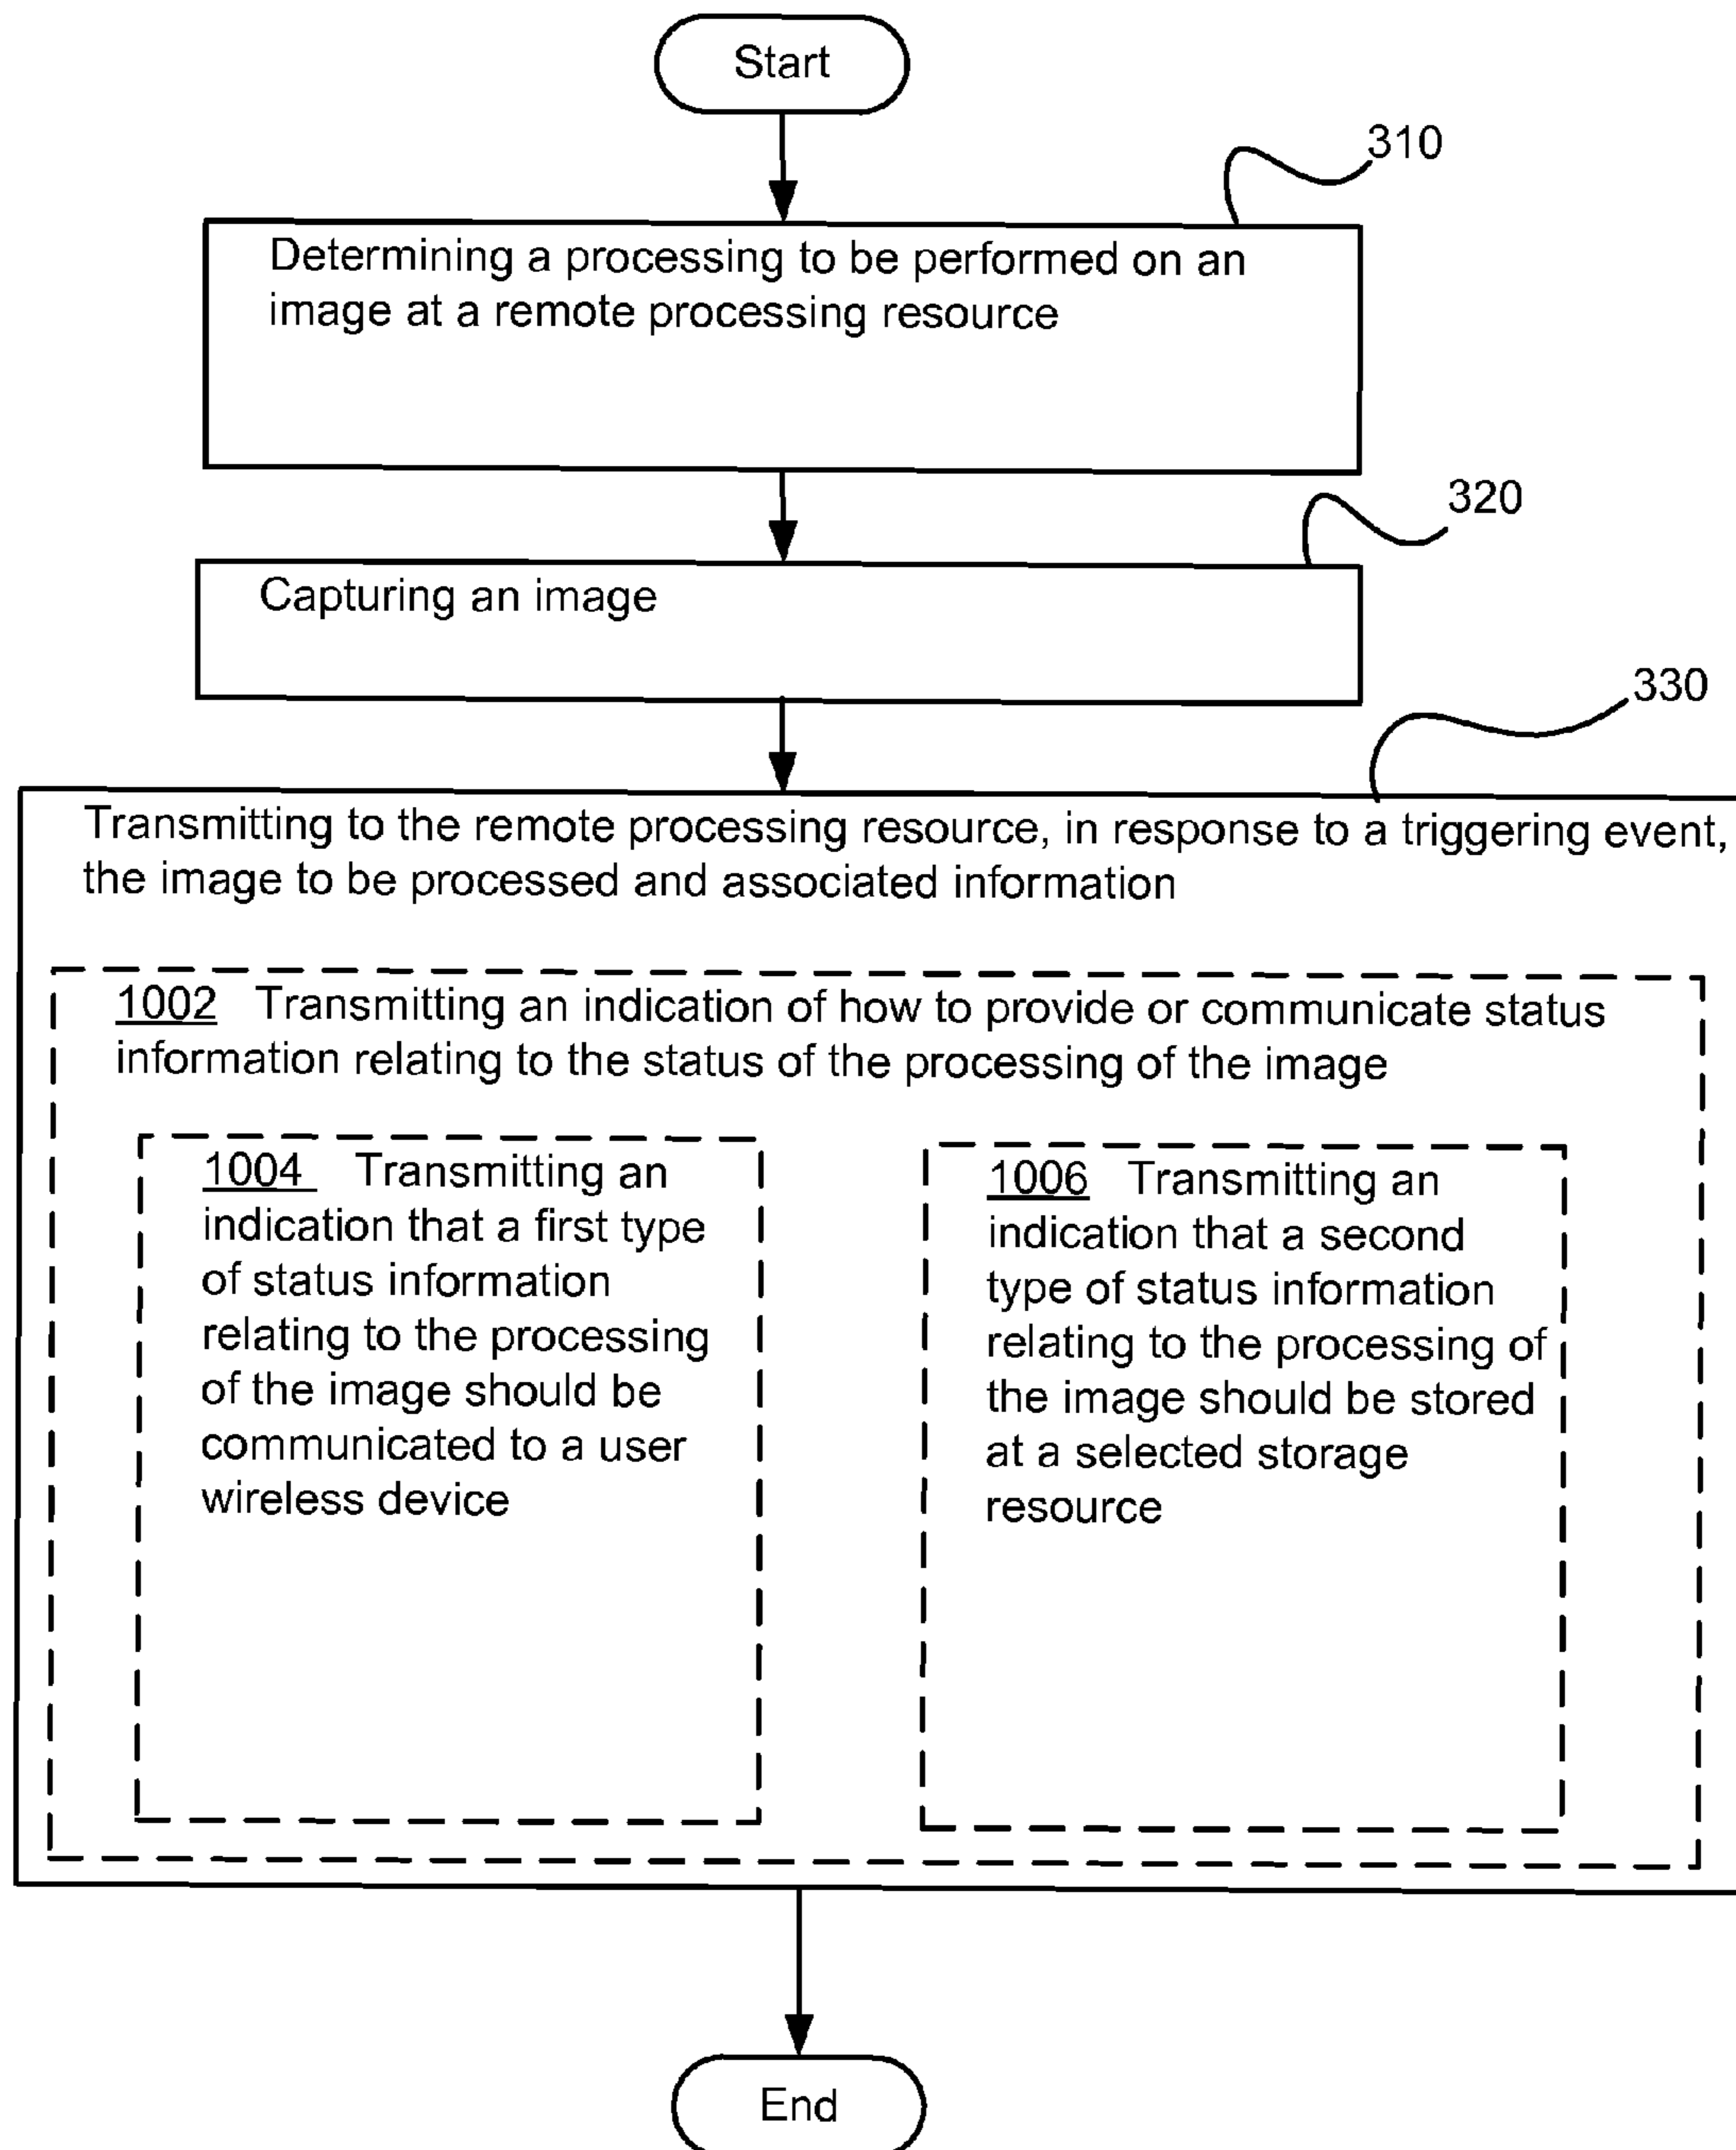 Start
310
Determining a processing to be performed on an
image at a remote processing resource
320
Capturing an image
330
Transmitting to the remote processing resource, in response to a triggering event,
the image to be processed and associated information
1002 Transmitting an indication of how to provide or communicate status
information relating to the status of the processing of the image
1004 Transmitting an
indication that a first type
of status information
relating to the processing
of the image should be
communicated to a user
wireless device
1006 Transmitting an
indication that a second
type of status information
relating to the processing of
the image should be stored
at a selected storage
resource
End